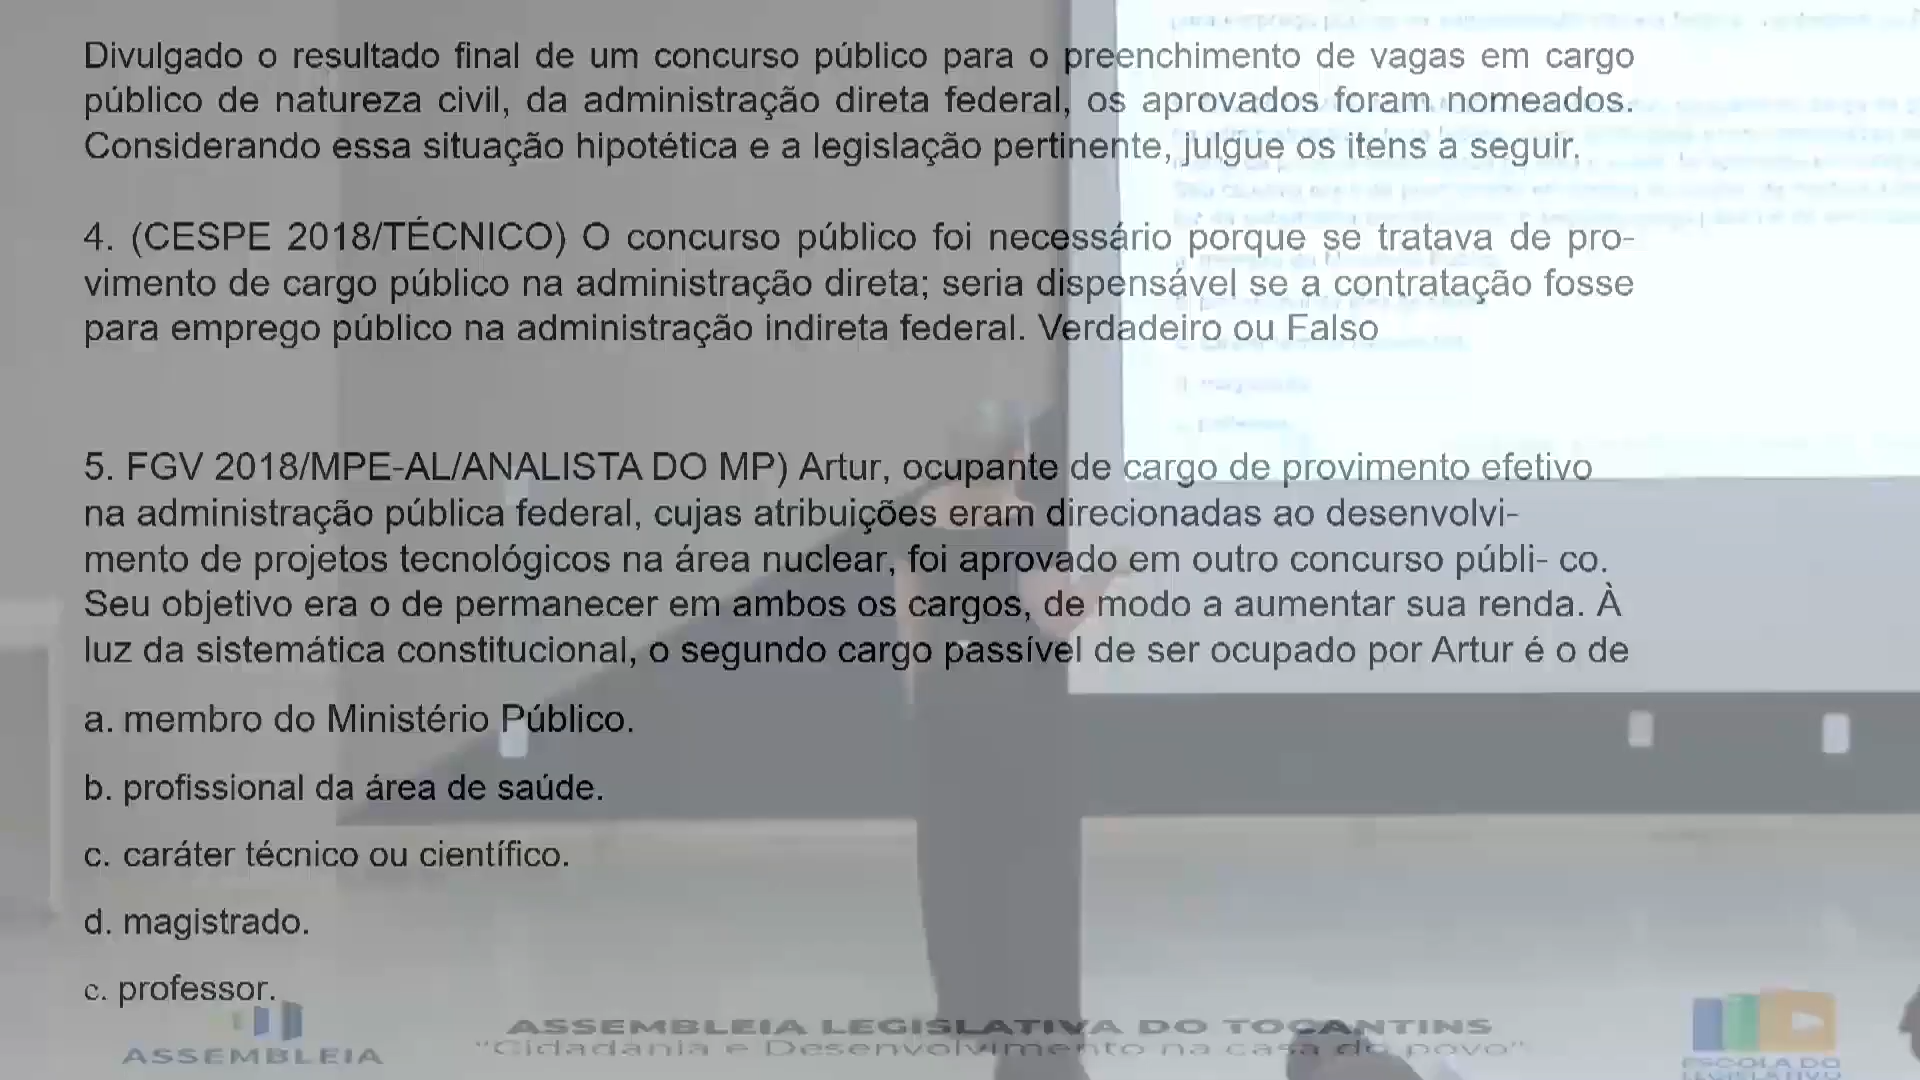 Divulgado o resultado final de um concurso público para o preenchimento de vagas em cargo
público de natureza civil, da administração direta federal, os aprovados foram nomeados.
Considerando essa situação hipotética e a legislação pertinente, julgue os itens a seguir.
4. (CESPE 2018/TÉCNICO) O concurso público foi necessário porque se tratava de pro-
vimento de cargo público na administração direta; seria dispensável se a contratação fosse
para emprego público na administração indireta federal. Verdadeiro ou Falso
5. FGV 2018/MPE-AL/ANALISTA DO MP) Artur, ocupante de cargo de provimento efetivo
na administração pública federal, cujas atribuições eram direcionadas ao desenvolvi-
mento de projetos tecnológicos na área nuclear, foi aprovado em outro concurso públi- co.
Seu objetivo era o de permanecer em ambos os cargos, de modo a aumentar sua renda. À
luz da sistemática constitucional, o segundo cargo passível de ser ocupado por Artur é o de
a. membro do Ministério Público.
b. profissional da área de saúde.
c. caráter técnico ou científico.
d. magistrado.
c. professor.
ASSEMBLEIA
ASSEMBLEIA LEGISLATIVA DO TOCANTINS
"Cidadania e Desenvolvimento na casa do povo"
ESCOLA DO
LEGISLATIVO